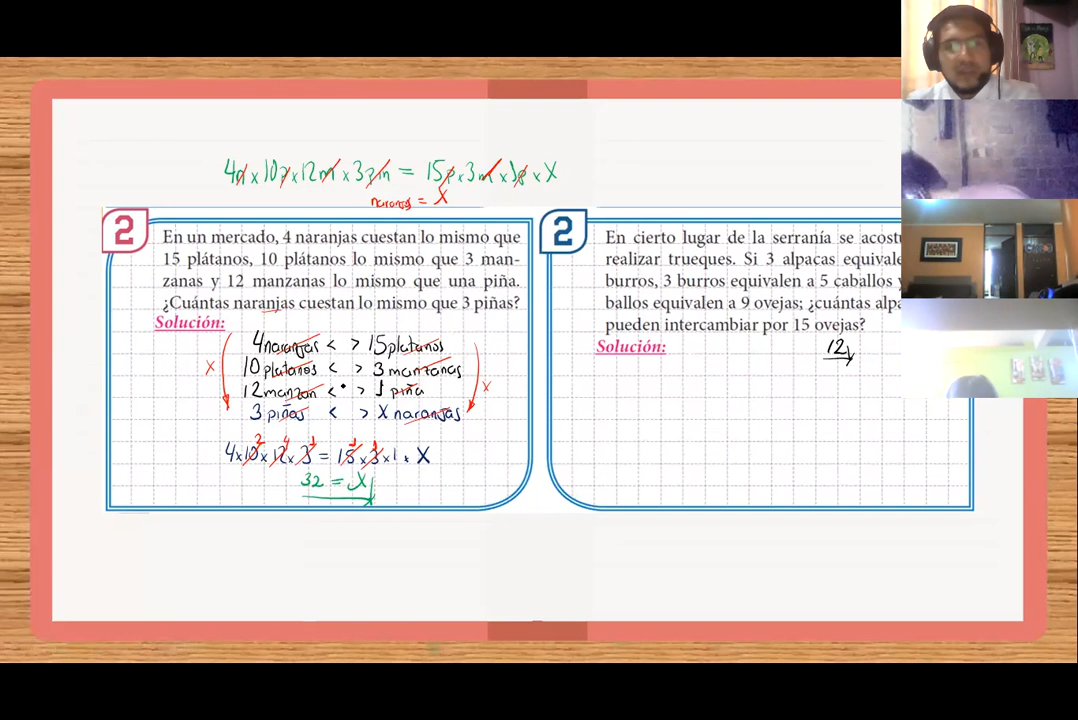 4n x 10p x 12m x 3pñ = 15p x 3m x 1p x X
naranjas = X
2
En un mercado, 4 naranjas cuestan lo mismo que
15 plátanos, 10 plátanos lo mismo que 3 man-
zanas y 12 manzanas lo mismo que una piña.
¿Cuántas naranjas cuestan lo mismo que 3 piñas?
Solución:
4 naranjas < > 15 platanos
10 platanos < > 3 manzanas
12 manzan < > 1 piña
3 piñas < > X naranjas
x
x
4 x 10 x 12 x 3 = 15 x 3 x 1 x X
32 = X
2
En cierto lugar de la serranía se acost
realizar trueques. Si 3 alpacas equivale
burros, 3 burros equivalen a 5 caballos
ballos equivalen a 9 ovejas; ¿cuántas alpa
pueden intercambiar por 15 ovejas?
Solución:
12